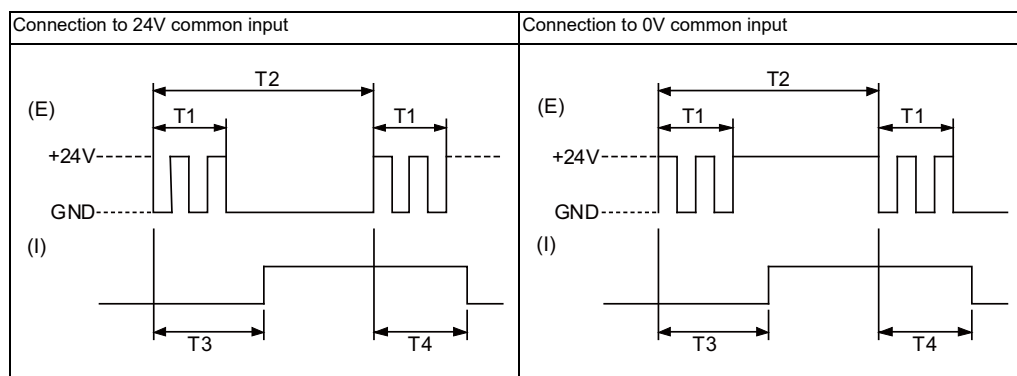 Connection to 24V common input
Connection to 0V common input
T2
(E)
T1
T1
+24V
GND
(I)
T3
T4
T2
(E)
T1
T1
+24V
GND
(I)
T3
T4